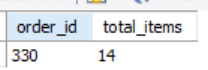 order_id total_items
330 14